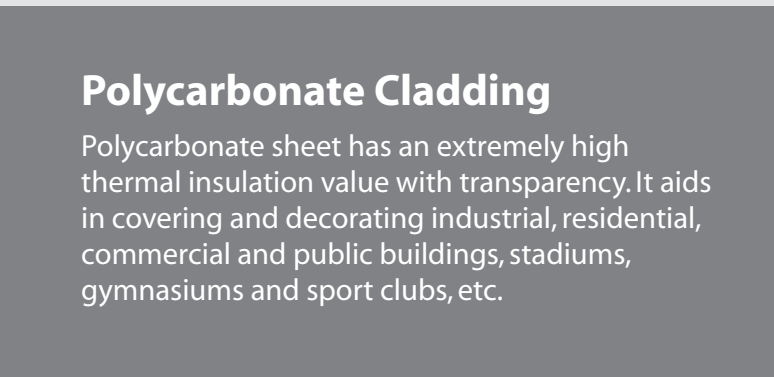 Polycarbonate Cladding
Polycarbonate sheet has an extremely high
thermal insulation value with transparency. It aids
in covering and decorating industrial, residential,
commercial and public buildings, stadiums,
gymnasiums and sport clubs, etc.